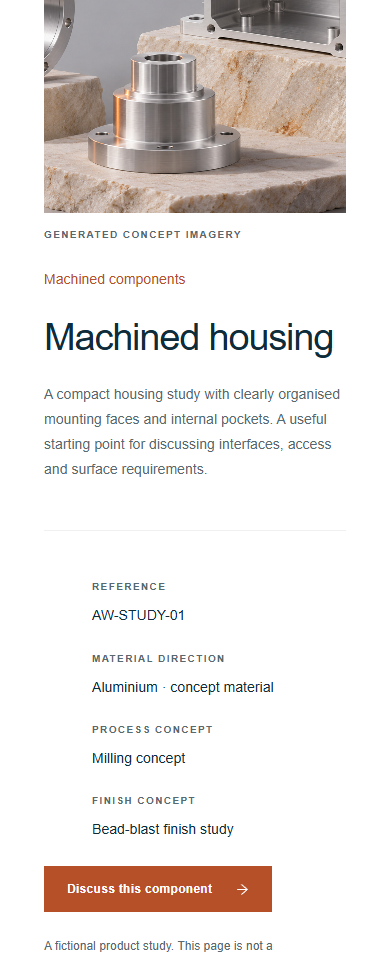 GENERATED CONCEPT IMAGERY
Machined components
Machined housing
A compact housing study with clearly organised
mounting faces and internal pockets. A useful
starting point for discussing interfaces, access
and surface requirements.
REFERENCE
AW-STUDY-01
MATERIAL DIRECTION
Aluminium · concept material
PROCESS CONCEPT
Milling concept
FINISH CONCEPT
Bead-blast finish study
Discuss this component →
A fictional product study. This page is not a